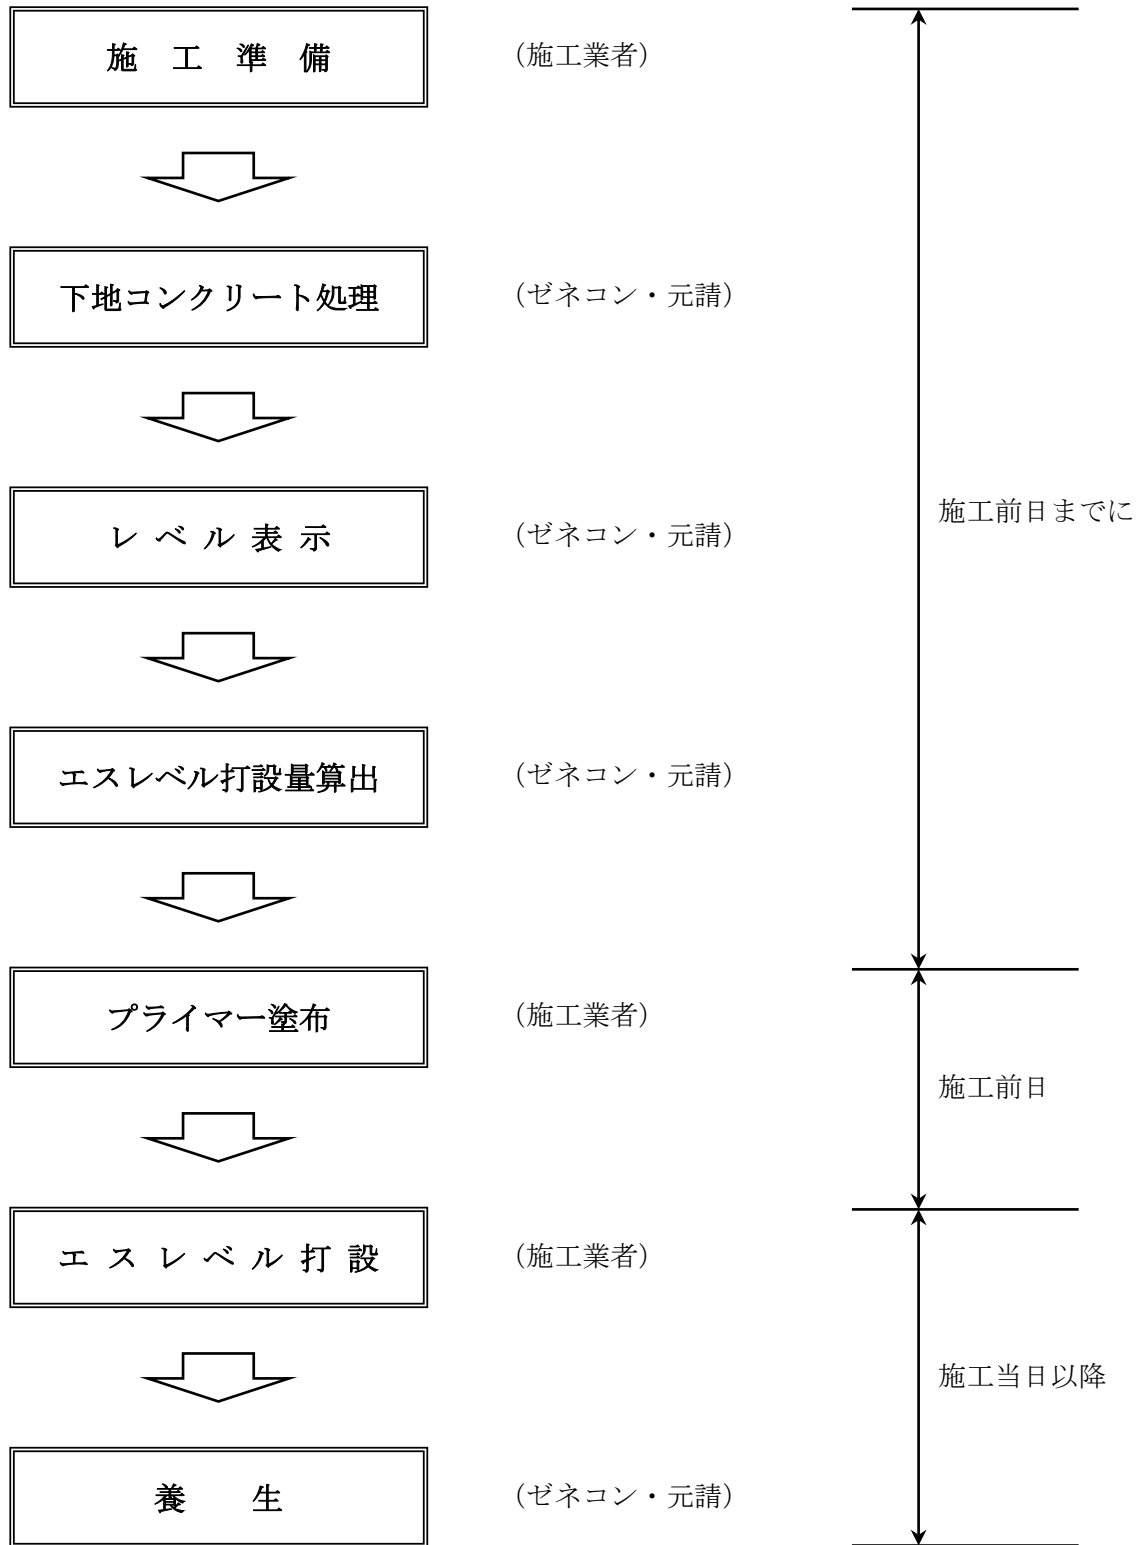 施工準備
(施工業者)
下地コンクリート処理
(ゼネコン・元請)
レベル表示
(ゼネコン・元請)
施工前日までに
エスレベル打設量算出
(ゼネコン・元請)
プライマー塗布
(施工業者)
施工前日
エスレベル打設
(施工業者)
施工当日以降
養生
(ゼネコン・元請)